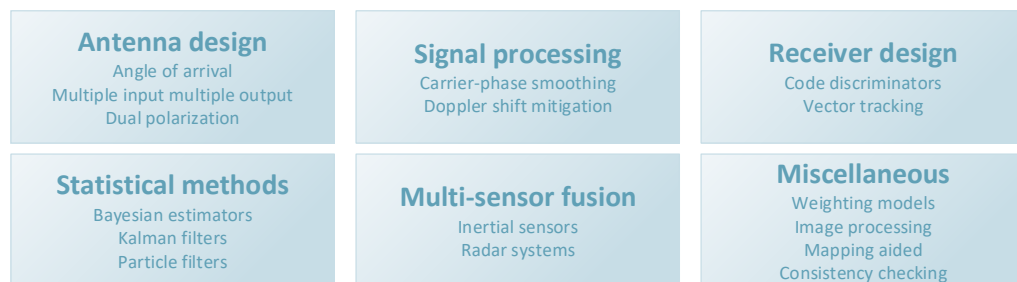 Antenna design
Angle of arrival
Multiple input multiple output
Dual polarization
Signal processing
Carrier-phase smoothing
Doppler shift mitigation
Receiver design
Code discriminators
Vector tracking
Statistical methods
Bayesian estimators
Kalman filters
Particle filters
Multi-sensor fusion
Inertial sensors
Radar systems
Miscellaneous
Weighting models
Image processing
Mapping aided
Consistency checking